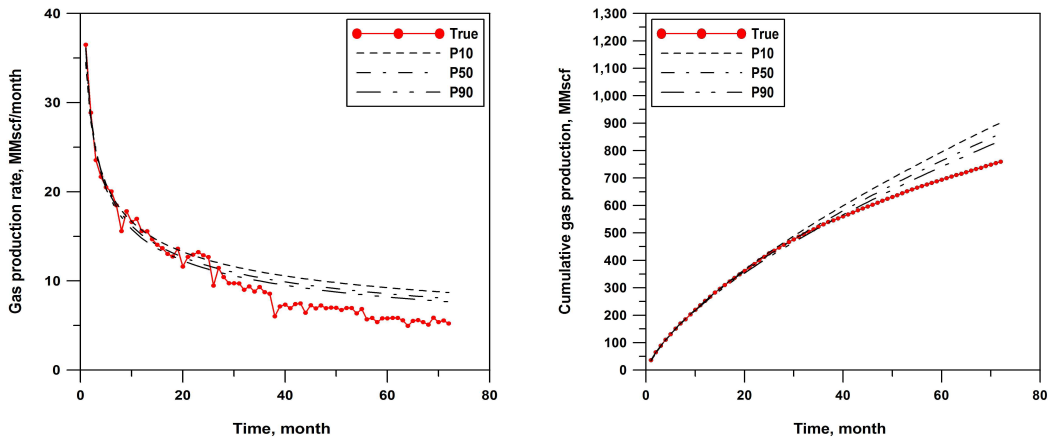 Gas production rate, MMscf/month
40
30
20
10
0
0
20
40
60
80
Time, month
True
P10
P50
P90
Cumulative gas production, MMscf
1,300
1,200
1,100
1,000
900
800
700
600
500
400
300
200
100
0
0
20
40
60
80
Time, month
True
P10
P50
P90